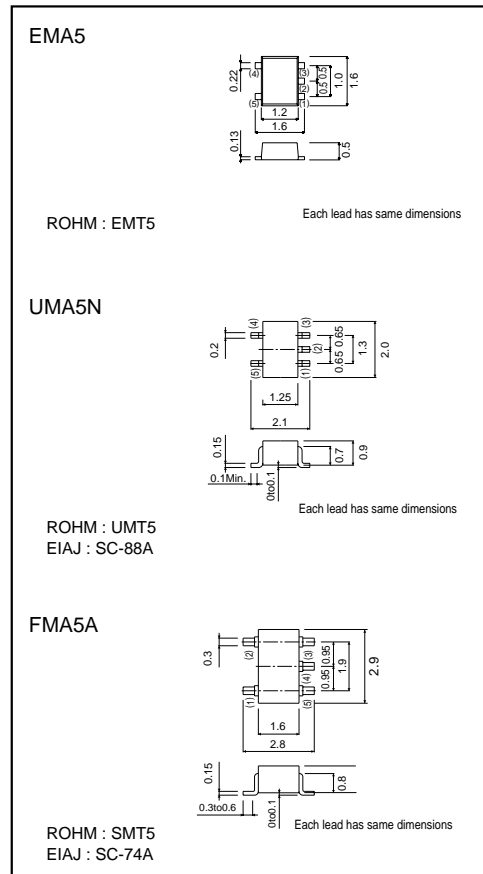 EMA5
0.22
(4)
(3)
(2)
(5)
(1)
0.5
0.5
1.0
1.6
1.2
1.6
0.13
0.5
Each lead has same dimensions
ROHM : EMT5
UMA5N
0.2
(4)
(3)
(2)
(5)
(1)
0.65
0.65
1.3
2.0
1.25
2.1
0.15
0.1Min.
0to0.1
0.7
0.9
Each lead has same dimensions
ROHM : UMT5
EIAJ : SC-88A
FMA5A
0.3
(2)
(3)
(4)
(1)
(5)
0.95
0.95
1.9
2.9
1.6
2.8
0.15
0.3to0.6
0to0.1
0.8
Each lead has same dimensions
ROHM : SMT5
EIAJ : SC-74A